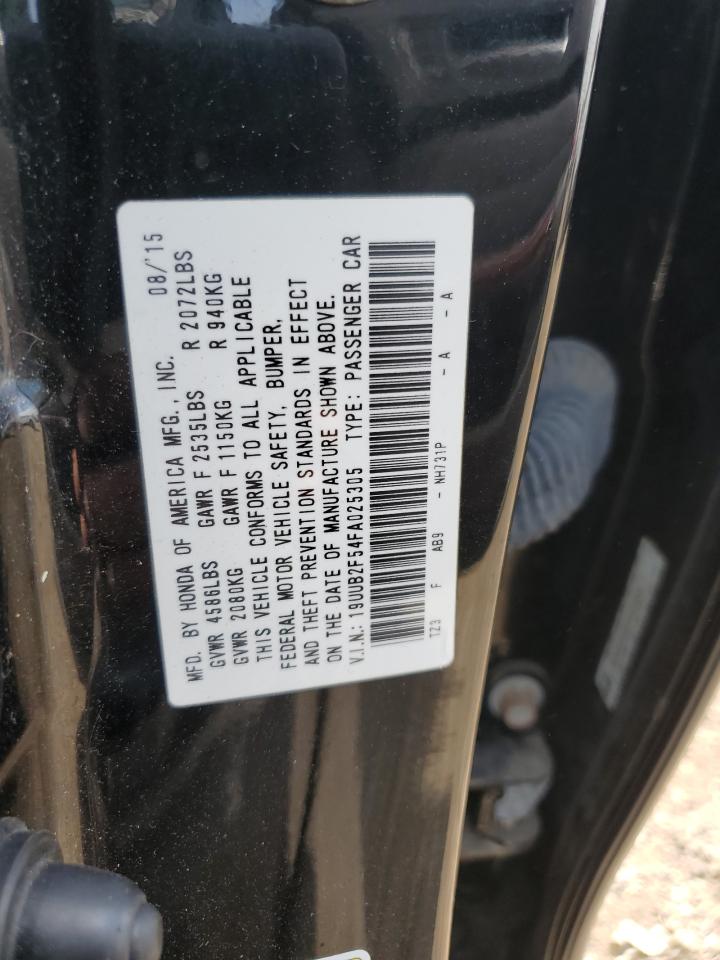 MFD. BY HONDA OF AMERICA MFG., INC. 08/'15
GVWR 4586LBS GAWR F 2535LBS R 2072LBS
GVWR 2080KG GAWR F 1150KG R 940KG
THIS VEHICLE CONFORMS TO ALL APPLICABLE
FEDERAL MOTOR VEHICLE SAFETY, BUMPER,
AND THEFT PREVENTION STANDARDS IN EFFECT
ON THE DATE OF MANUFACTURE SHOWN ABOVE.
V.I.N.: 19UUB2F54FA025305 TYPE: PASSENGER CAR
TZ3 F AB9 - NH731P - A - A